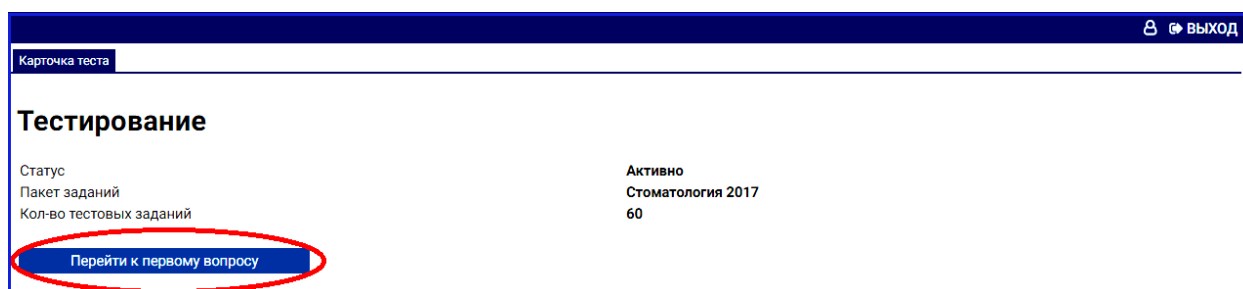 ВЫХОД
Карточка теста
Тестирование
Статус Активно
Пакет заданий Стоматология 2017
Кол-во тестовых заданий 60
Перейти к первому вопросу